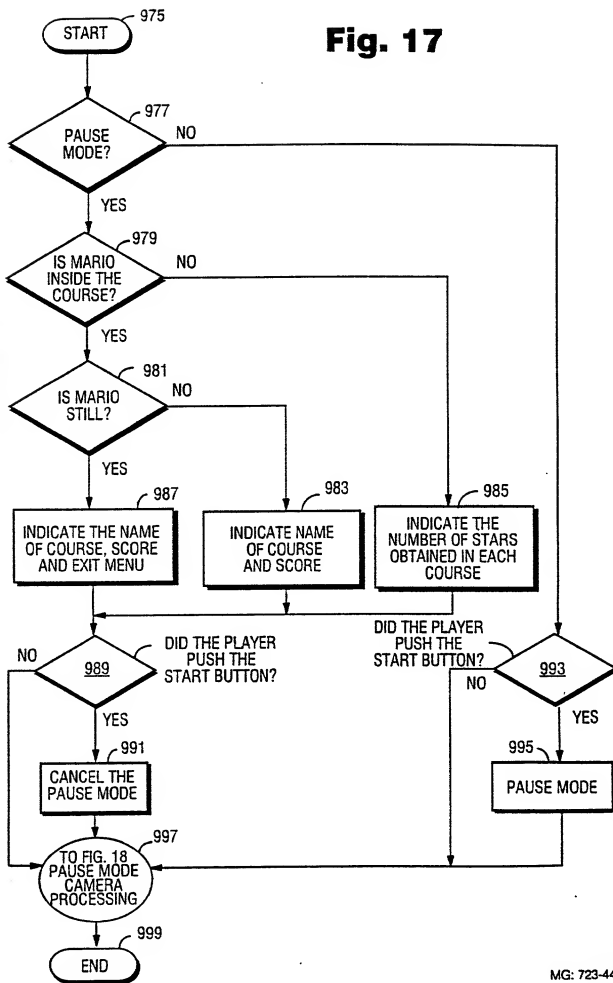 975
START
Fig. 17
977
PAUSE
MODE?
NO
YES
979
IS MARIO
INSIDE THE
COURSE?
NO
YES
981
IS MARIO
STILL?
NO
YES
987
INDICATE THE NAME
OF COURSE, SCORE
AND EXIT MENU
983
INDICATE NAME
OF COURSE
AND SCORE
985
INDICATE THE
NUMBER OF STARS
OBTAINED IN EACH
COURSE
NO
989
DID THE PLAYER
PUSH THE
START BUTTON?
YES
DID THE PLAYER
PUSH THE
START BUTTON?
993
NO
YES
991
CANCEL THE
PAUSE MODE
995
PAUSE MODE
997
TO FIG. 18
PAUSE MODE
CAMERA
PROCESSING
999
END
MG: 723-44